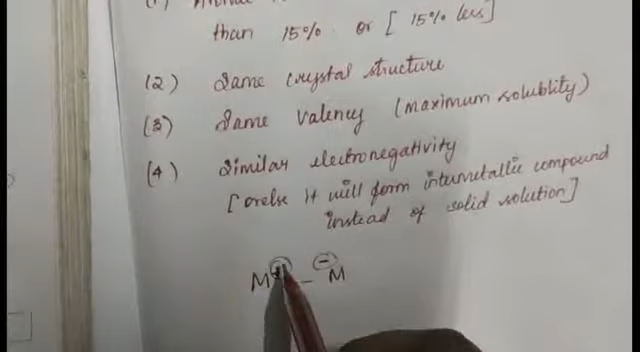 (1)
than 15% or [15% less]
(2) Same Crystal structure
(3) Same Valency (maximum solublity)
(4) Similar electronegativity
[orelse it will form intermetallic compound
instead of solid solution]
M + – M –